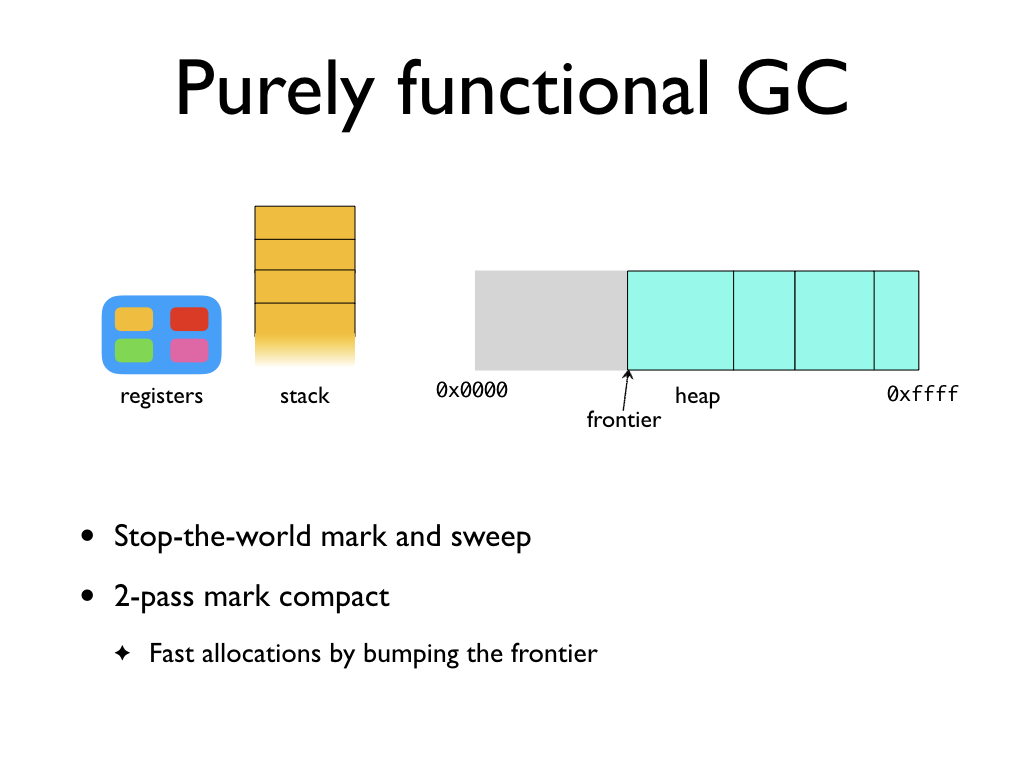 Purely functional GC
registers
stack
0x0000
frontier
heap
0xffff
• Stop-the-world mark and sweep
• 2-pass mark compact
✦ Fast allocations by bumping the frontier